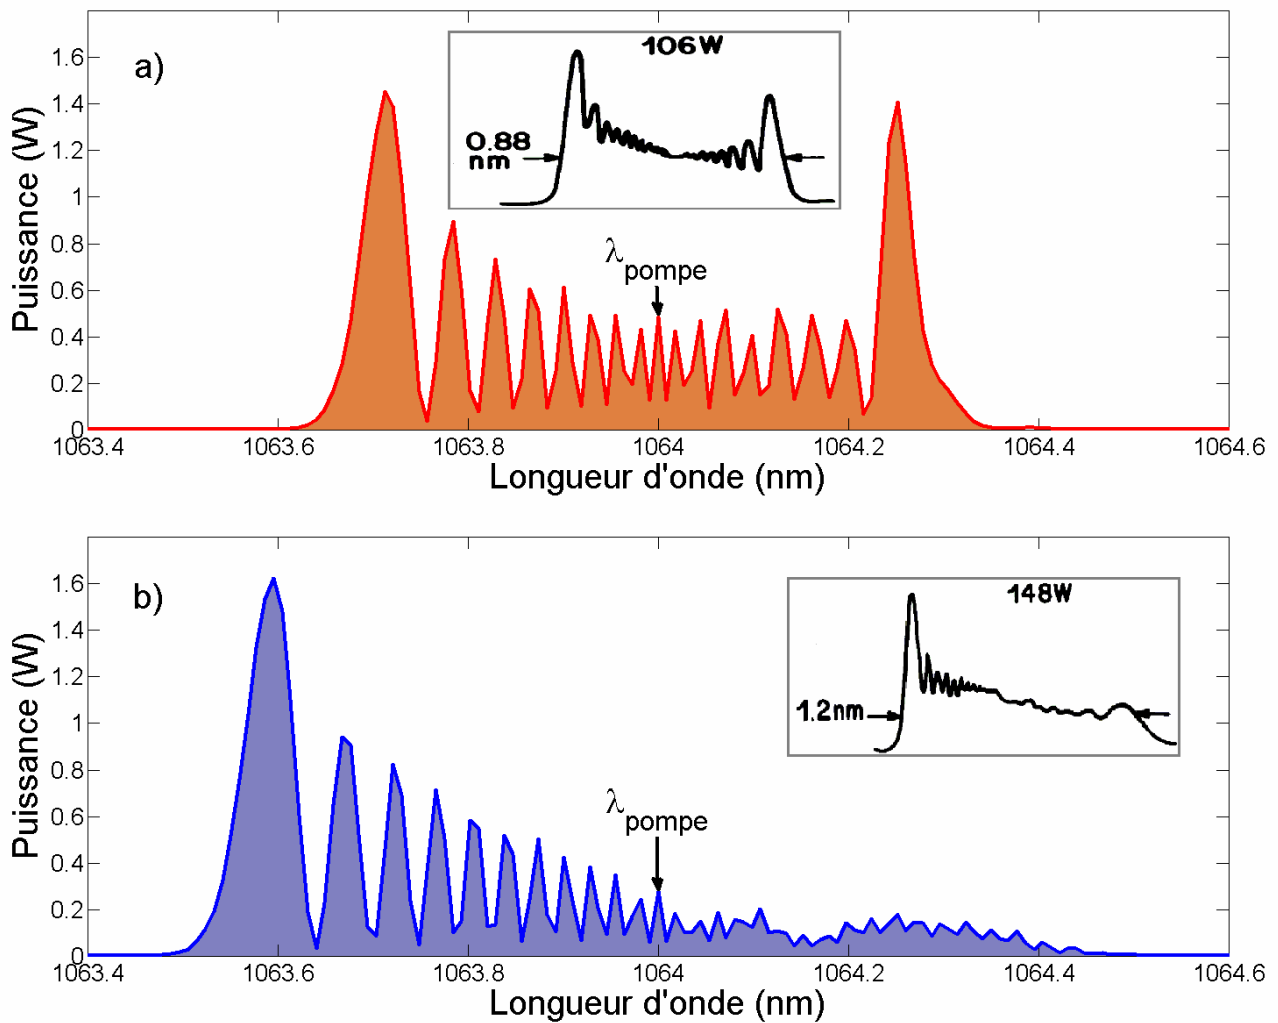 a)
106W
0.88
nm
λpompe
Puissance (W)
1.6
1.4
1.2
1
0.8
0.6
0.4
0.2
0
1063.4 1063.6 1063.8 1064 1064.2 1064.4 1064.6
Longueur d'onde (nm)
b)
148W
1.2nm
λpompe
Puissance (W)
1.6
1.4
1.2
1
0.8
0.6
0.4
0.2
0
1063.4 1063.6 1063.8 1064 1064.2 1064.4 1064.6
Longueur d'onde (nm)